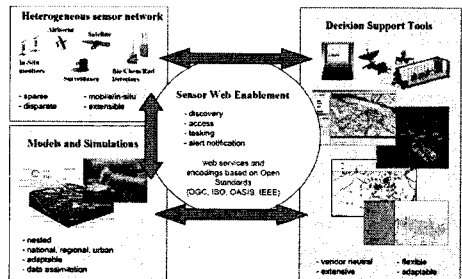 Heterogeneous sensor network
Airborne
Satellite
In-Situ
monitors
Surveillance
Bio/Chem/Rad
Detectors
- sparse
- disparate
- mobile/in-situ
- extensible
Models and Simulations
- nested
- national, regional, urban
- adaptable
- data assimilation
Sensor Web Enablement
- discovery
- access
- tasking
- alert notification
web services and
encodings based on Open
Standards
(OGC, ISO, OASIS, IEEE)
Decision Support Tools
- vendor neutral
- extensive
- flexible
- adaptable